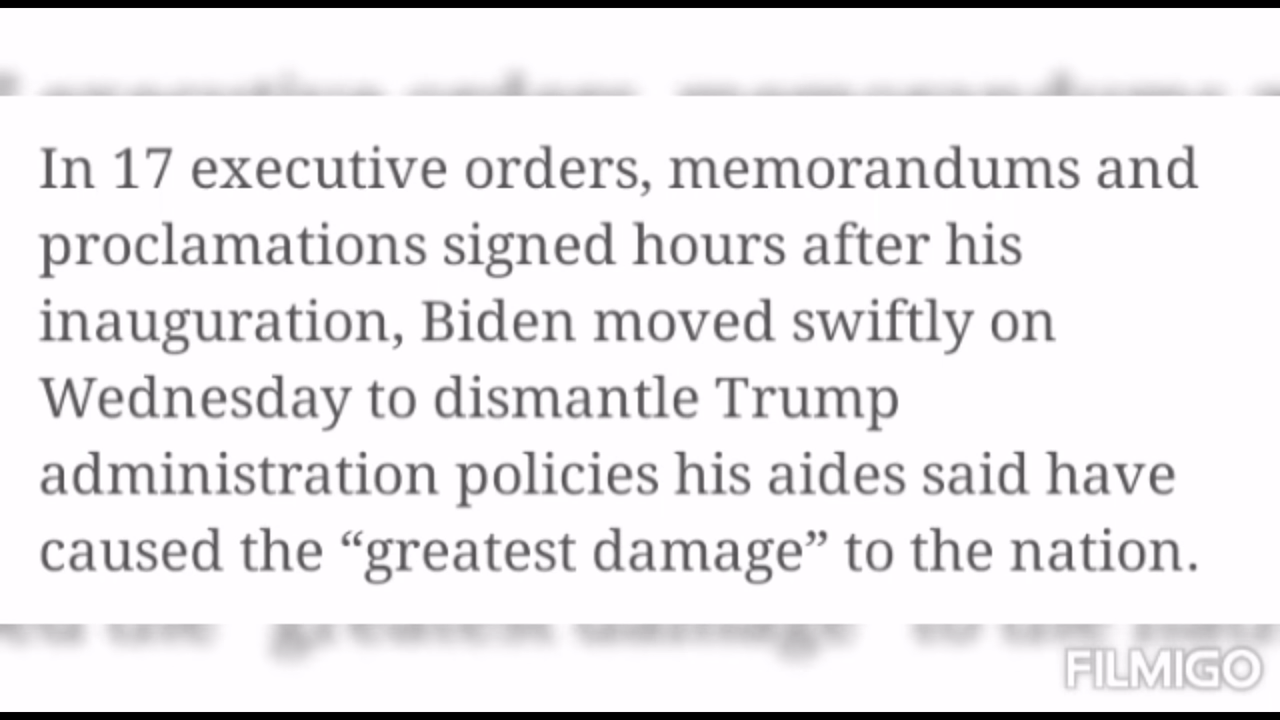 In 17 executive orders, memorandums and
proclamations signed hours after his
inauguration, Biden moved swiftly on
Wednesday to dismantle Trump
administration policies his aides said have
caused the “greatest damage” to the nation.
FILMIGO